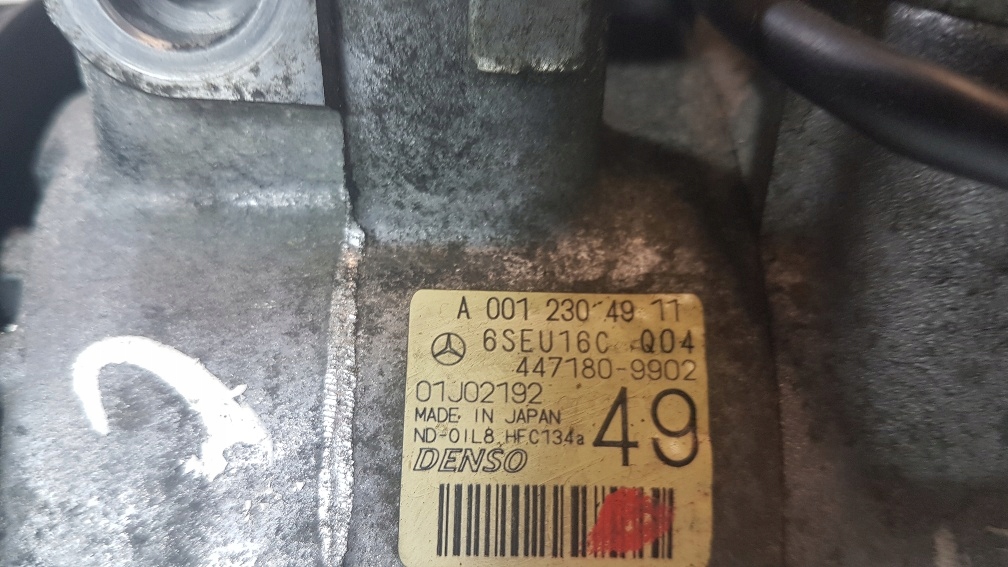 A 001 230 49 11
6SEU16C Q04
447180-9902
01J02192
MADE IN JAPAN
ND-OIL8 HFC134a
49
DENSO